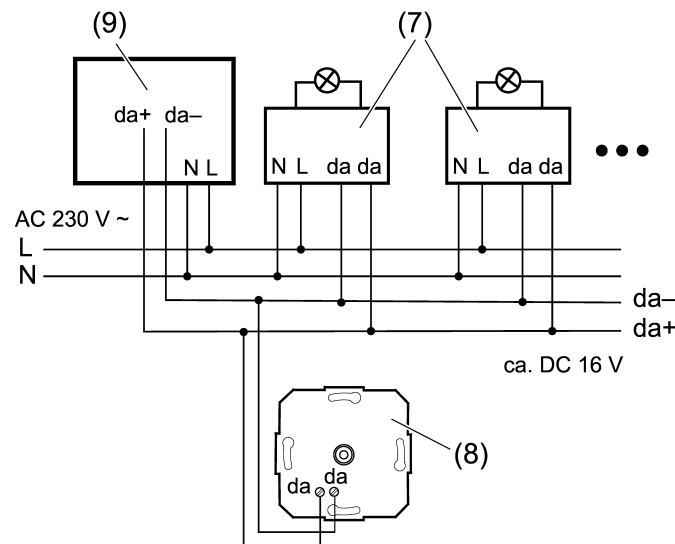 (9) (7)
da+ da–
N L N L da da N L da da
AC 230 V ~
L
N
da–
da+
ca. DC 16 V
(8)
da da